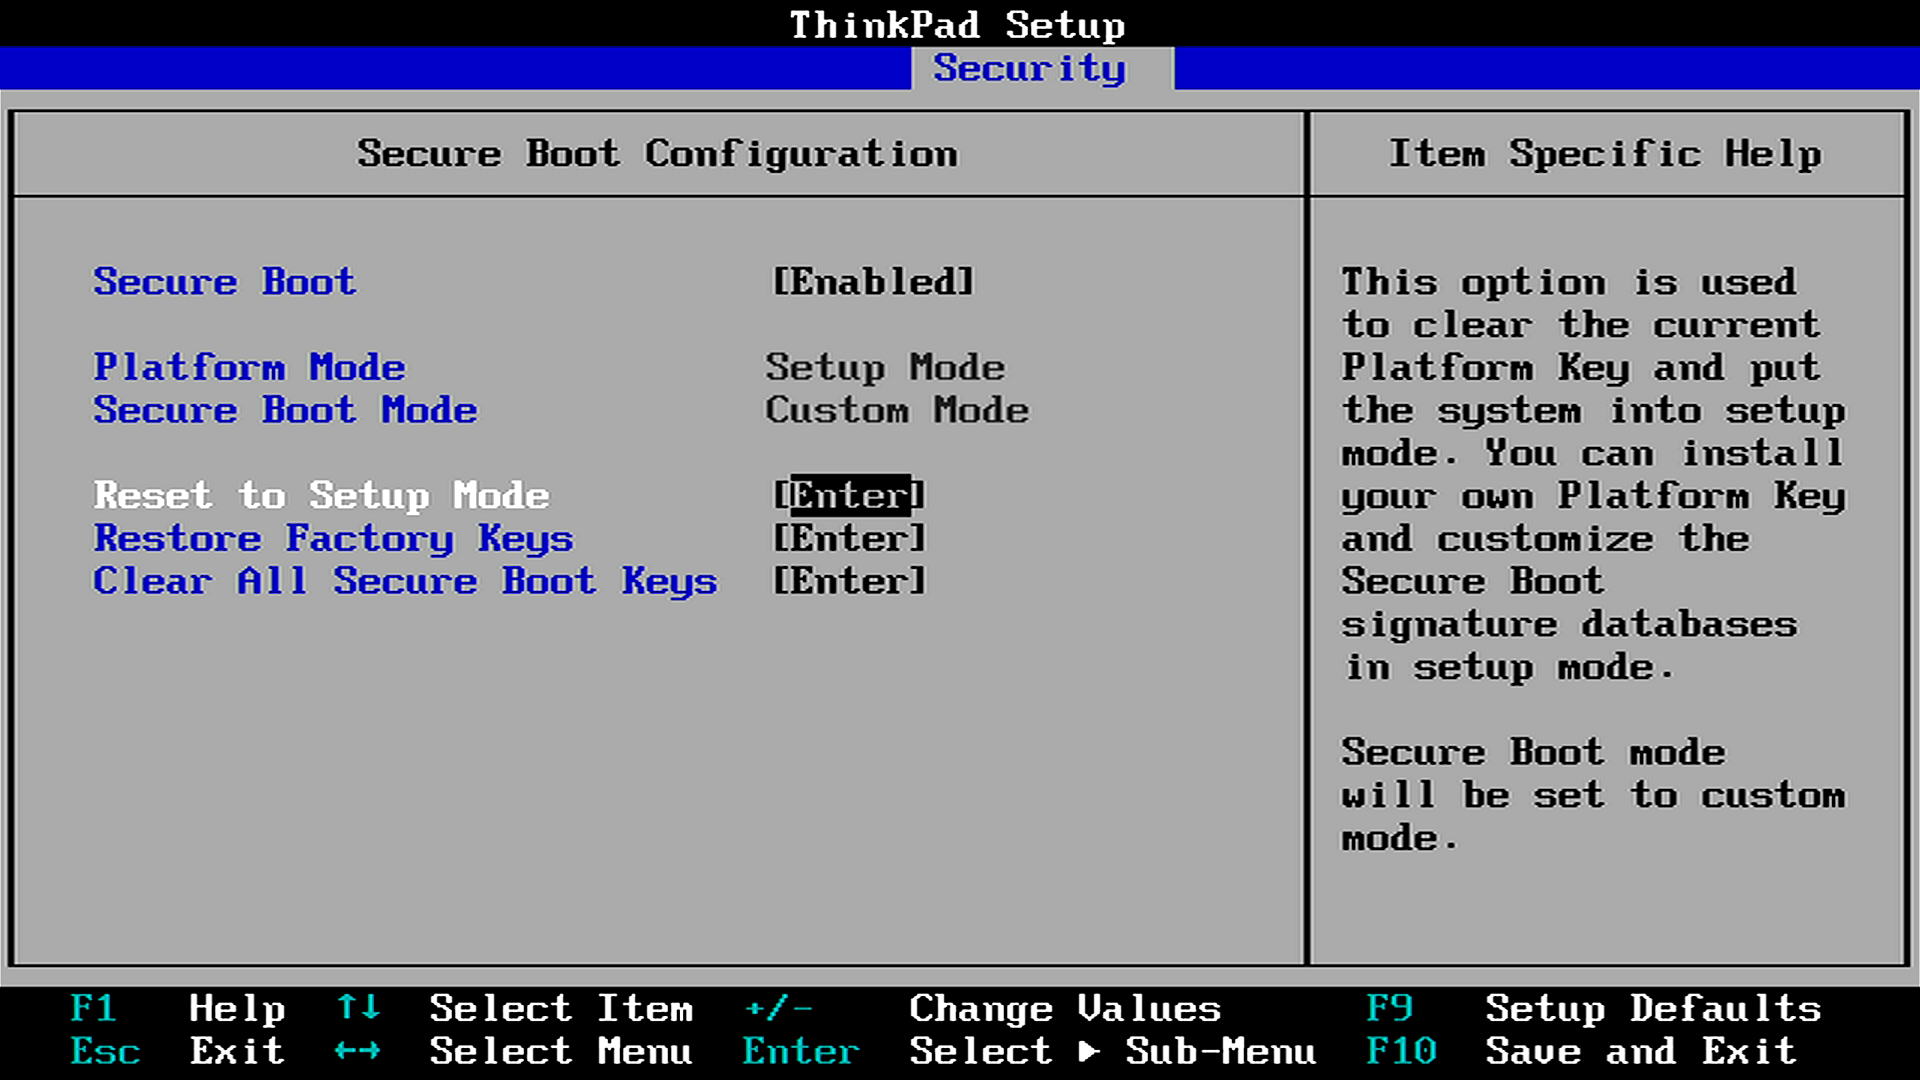 ThinkPad Setup
Security
Secure Boot Configuration
Item Specific Help
Secure Boot [Enabled]
Platform Mode Setup Mode
Secure Boot Mode Custom Mode
Reset to Setup Mode [Enter]
Restore Factory Keys [Enter]
Clear All Secure Boot Keys [Enter]
This option is used
to clear the current
Platform Key and put
the system into setup
mode. You can install
your own Platform Key
and customize the
Secure Boot
signature databases
in setup mode.
Secure Boot mode
will be set to custom
mode.
F1 Help ↑↓ Select Item +/- Change Values F9 Setup Defaults
Esc Exit ←→ Select Menu Enter Select ▶ Sub-Menu F10 Save and Exit